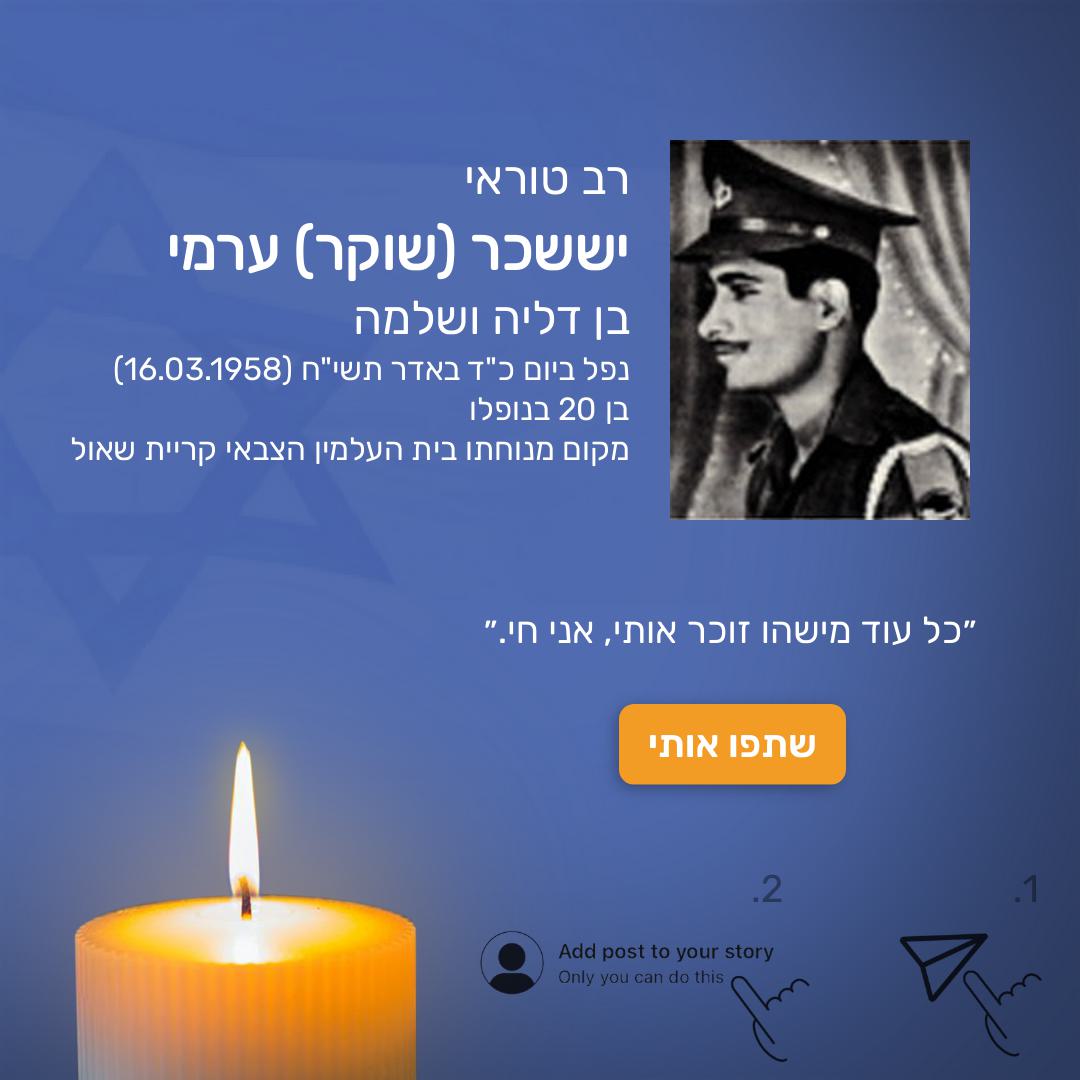 רב טוראי
יששכר (שוקר) ערמי
בן דליה ושלמה
נפל ביום כ"ד באדר תשי"ח (16.03.1958)
בן 20 בנופלו
מקום מנוחתו בית העלמין הצבאי קריית שאול
״כל עוד מישהו זוכר אותי, אני חי.״
שתפו אותי
1.
2.
Add post to your story
Only you can do this